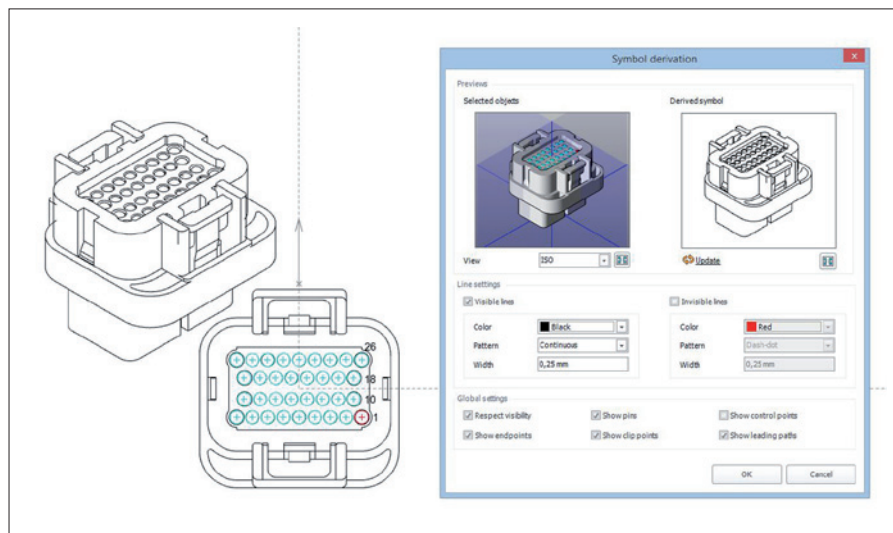 Symbol derivation
x
Previews
Selected objects
Derived symbol
View
ISO
Update
Line settings
Visible lines
Invisible lines
Color
Black
Color
Red
Pattern
Continuous
Pattern
Dash-dot
Width
0,25 mm
Width
0,25 mm
Global settings
Respect visibility
Show pins
Show control points
Show endpoints
Show clip points
Show leading paths
OK
Cancel
26
18
10
1